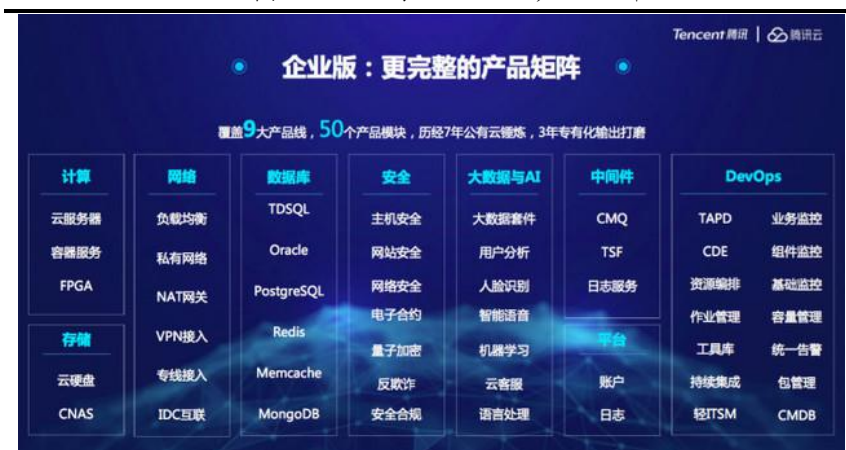 Tencent 腾讯 | 腾讯云
企业版：更完整的产品矩阵
覆盖9大产品线，50个产品模块，历经7年公有云锤炼，3年专有化输出打磨
计算
云服务器
容器服务
FPGA
存储
云硬盘
CNAS
网络
负载均衡
私有网络
NAT网关
VPN接入
专线接入
IDC互联
数据库
TDSQL
Oracle
PostgreSQL
Redis
Memcache
MongoDB
安全
主机安全
网站安全
网络安全
电子合约
量子加密
反欺诈
安全合规
大数据与AI
大数据套件
用户分析
人脸识别
智能语音
机器学习
云客服
语言处理
中间件
CMQ
TSF
日志服务
平台
账户
日志
DevOps
TAPD 业务监控
CDE 组件监控
资源编排 基础监控
作业管理 容量管理
工具库 统一告警
持续集成 包管理
轻ITSM CMDB